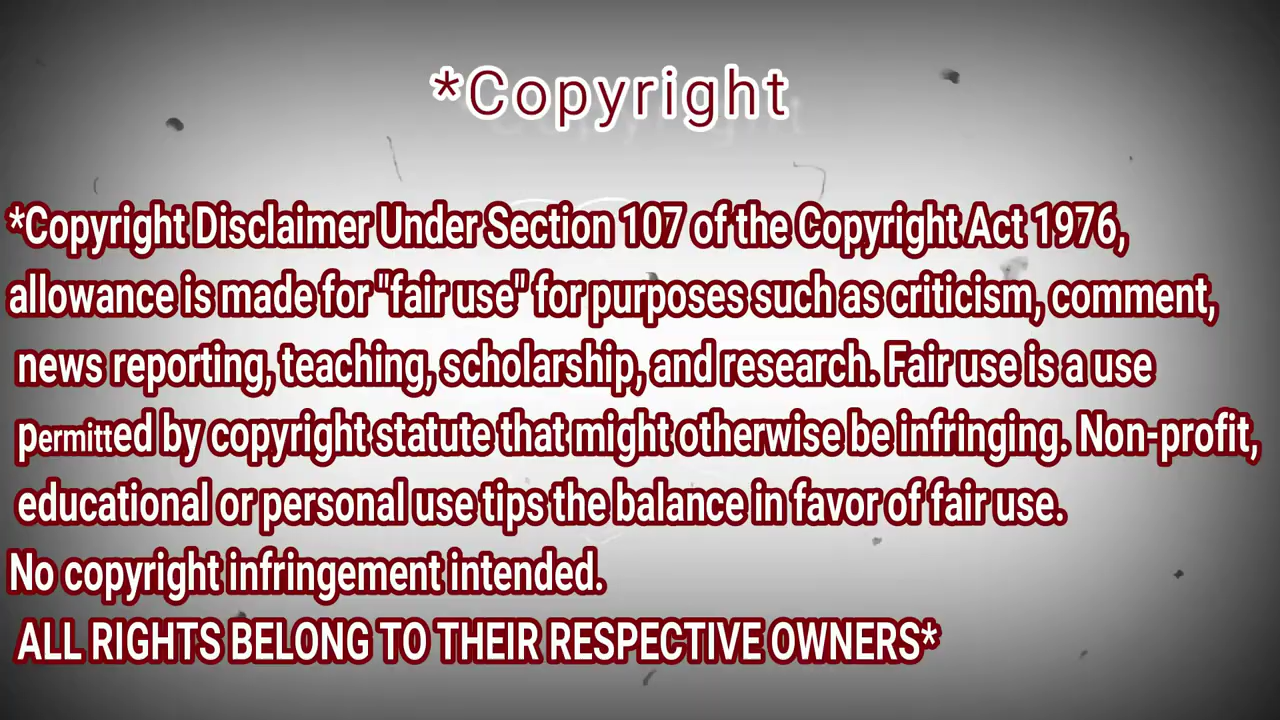 *Copyright
*Copyright Disclaimer Under Section 107 of the Copyright Act 1976,
allowance is made for "fair use" for purposes such as criticism, comment,
news reporting, teaching, scholarship, and research. Fair use is a use
permitted by copyright statute that might otherwise be infringing. Non-profit,
educational or personal use tips the balance in favor of fair use.
No copyright infringement intended.
ALL RIGHTS BELONG TO THEIR RESPECTIVE OWNERS*